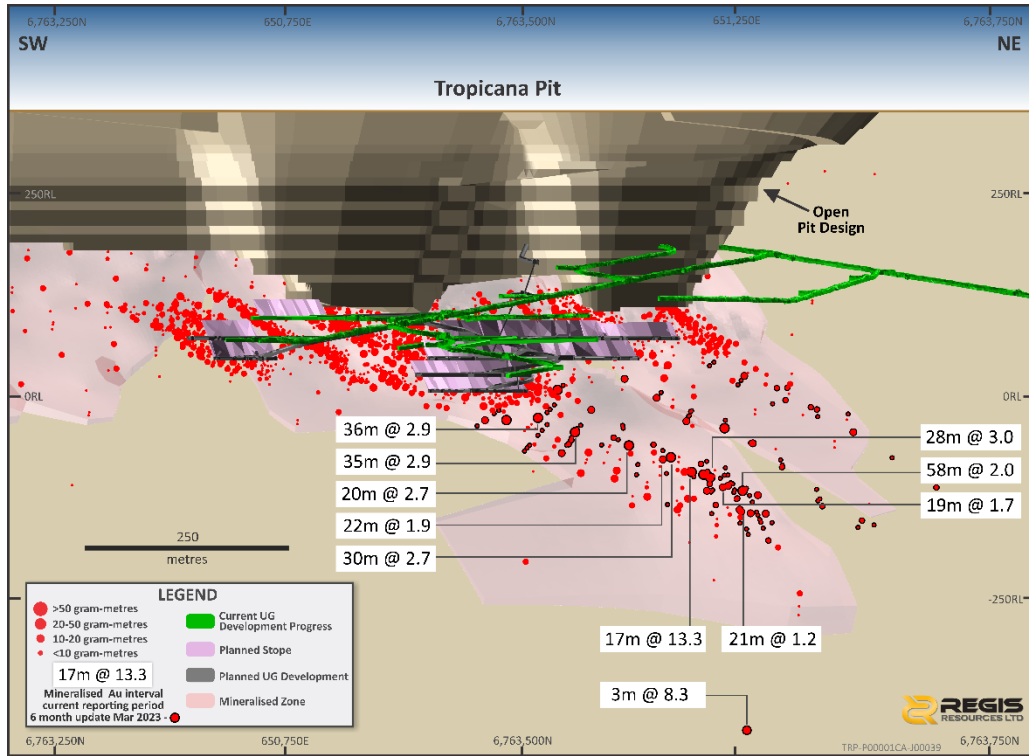 6,763,250N
650,750E
6,763,500N
651,250E
6,763,750N
SW
NE
Tropicana Pit
250RL
250RL
Open
Pit Design
0RL
0RL
36m @ 2.9
35m @ 2.9
20m @ 2.7
22m @ 1.9
30m @ 2.7
28m @ 3.0
58m @ 2.0
19m @ 1.7
250
metres
-250RL
17m @ 13.3
21m @ 1.2
3m @ 8.3
LEGEND
>50 gram-metres
20-50 gram-metres
10-20 gram-metres
<10 gram-metres
17m @ 13.3
Mineralised Au interval
current reporting period
6 month update Mar 2023 -
Current UG
Development Progress
Planned Stope
Planned UG Development
Mineralised Zone
REGIS
RESOURCES LTD
TRP-P00001CA-J00039
6,763,250N
650,750E
6,763,500N
651,250E
6,763,750N